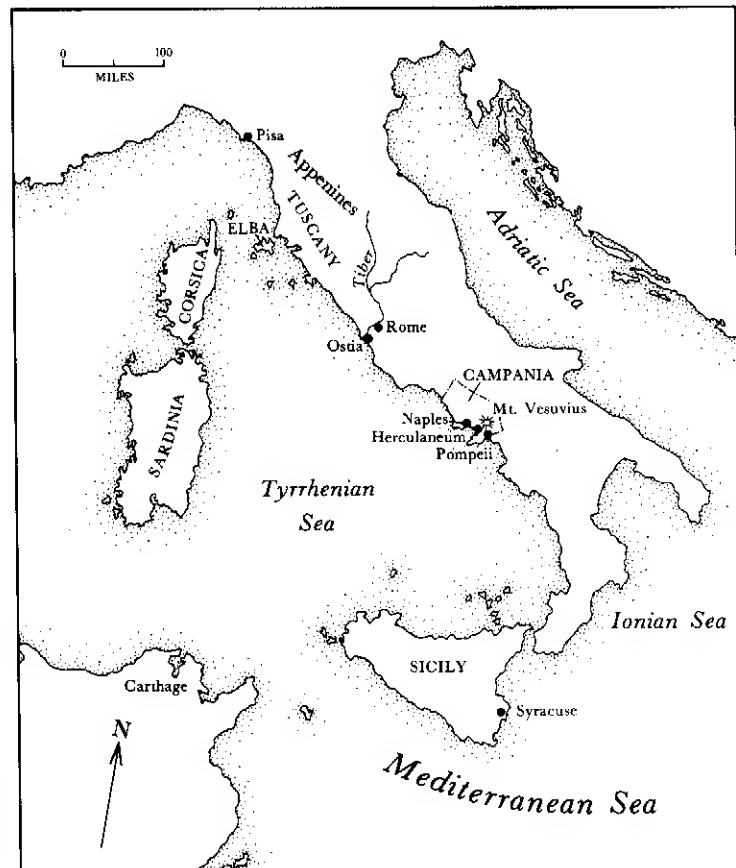 0 100
MILES
Pisa
Appenines
TUSCANY
ELBA
CORSICA
Tiber
Adriatic Sea
Rome
Ostia
CAMPANIA
Mt. Vesuvius
Naples
Herculaneum
Pompeii
SARDINIA
Tyrrhenian
Sea
Ionian Sea
SICILY
Carthage
Syracuse
N
Mediterranean Sea